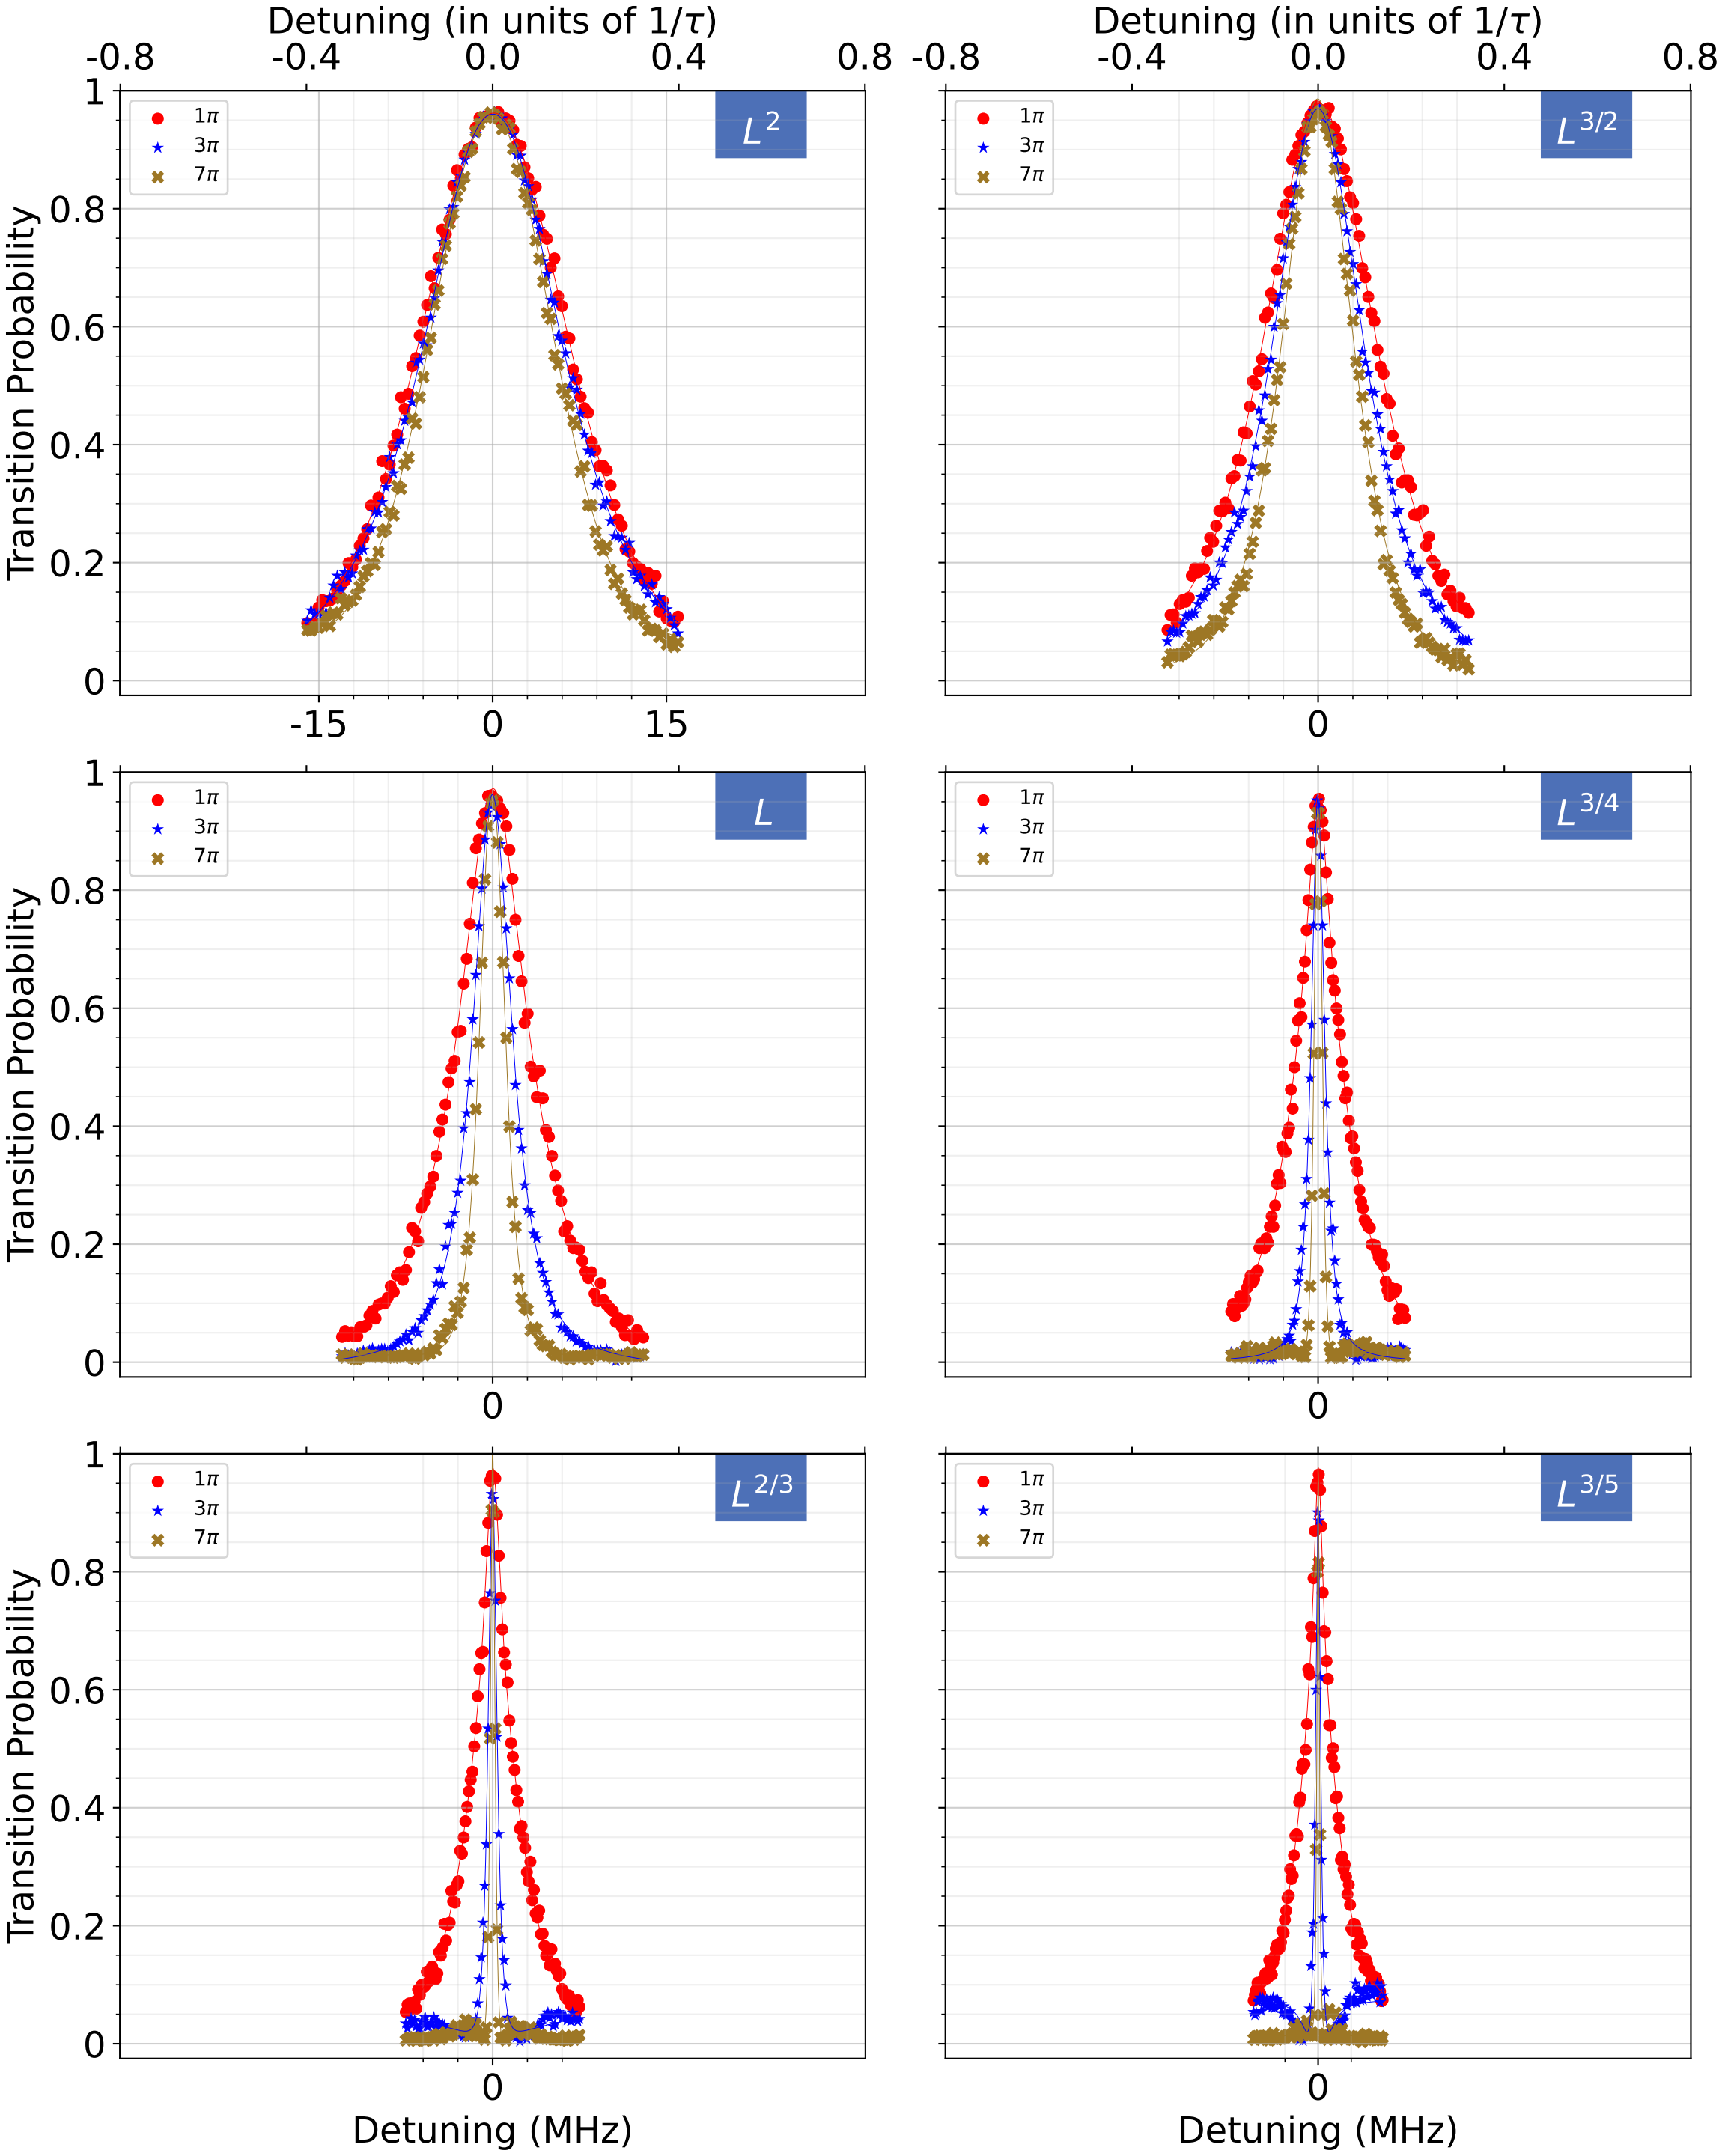 Detuning (in units of 1/τ) Detuning (in units of 1/τ)
-0.8 -0.4 0.0 0.4 0.8 -0.8 -0.4 0.0 0.4 0.8
1
1π
3π
7π
L²
1π
3π
7π
L^{3/2}
0.8
0.6
0.4
0.2
0
Transition Probability
-15 0 15 0
1
1π
3π
7π
L
1π
3π
7π
L^{3/4}
0.8
0.6
0.4
0.2
0
Transition Probability
0 0
1
1π
3π
7π
L^{2/3}
1π
3π
7π
L^{3/5}
0.8
0.6
0.4
0.2
0
Transition Probability
0 0
Detuning (MHz) Detuning (MHz)